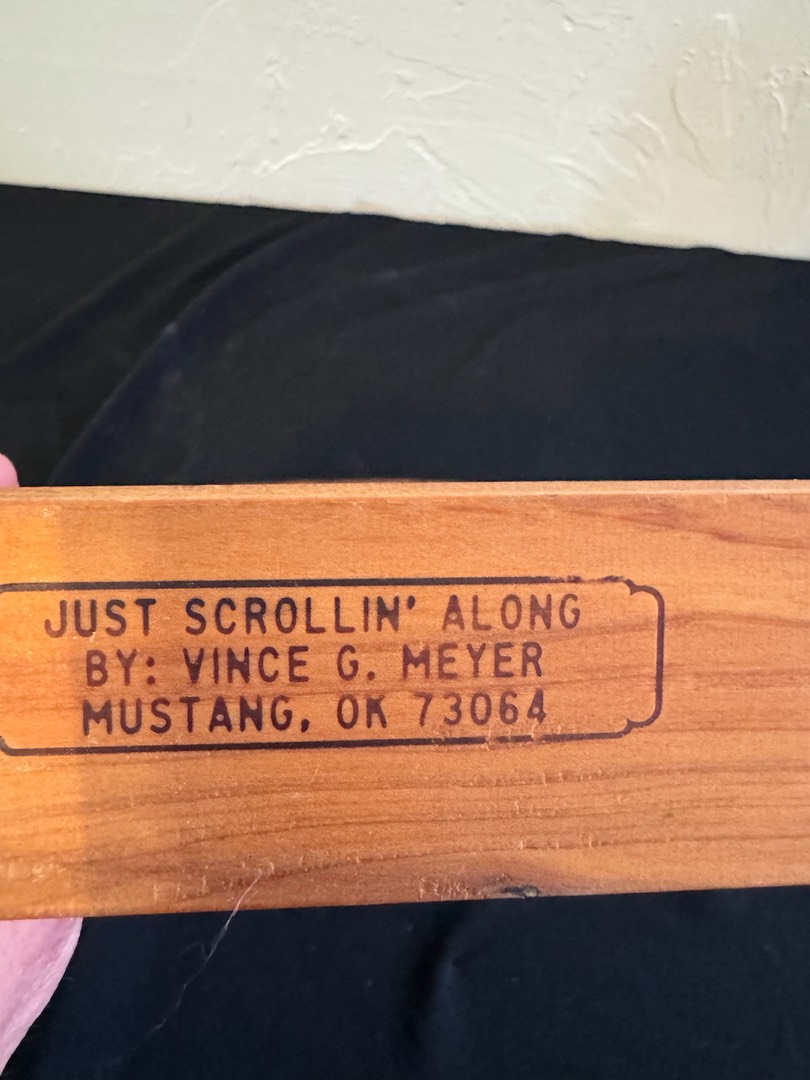 JUST SCROLLIN' ALONG
BY: VINCE G. MEYER
MUSTANG, OK 73064